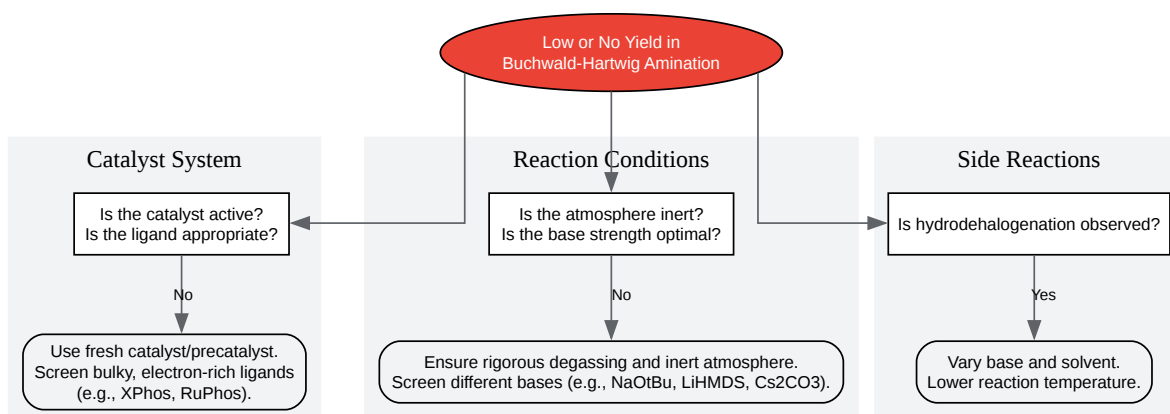 Low or No Yield in
Buchwald-Hartwig Amination
Catalyst System
Is the catalyst active?
Is the ligand appropriate?
No
Use fresh catalyst/precatalyst.
Screen bulky, electron-rich ligands
(e.g., XPhos, RuPhos).
Reaction Conditions
Is the atmosphere inert?
Is the base strength optimal?
No
Ensure rigorous degassing and inert atmosphere.
Screen different bases (e.g., NaOtBu, LiHMDS, Cs2CO3).
Side Reactions
Is hydrodehalogenation observed?
Yes
Vary base and solvent.
Lower reaction temperature.